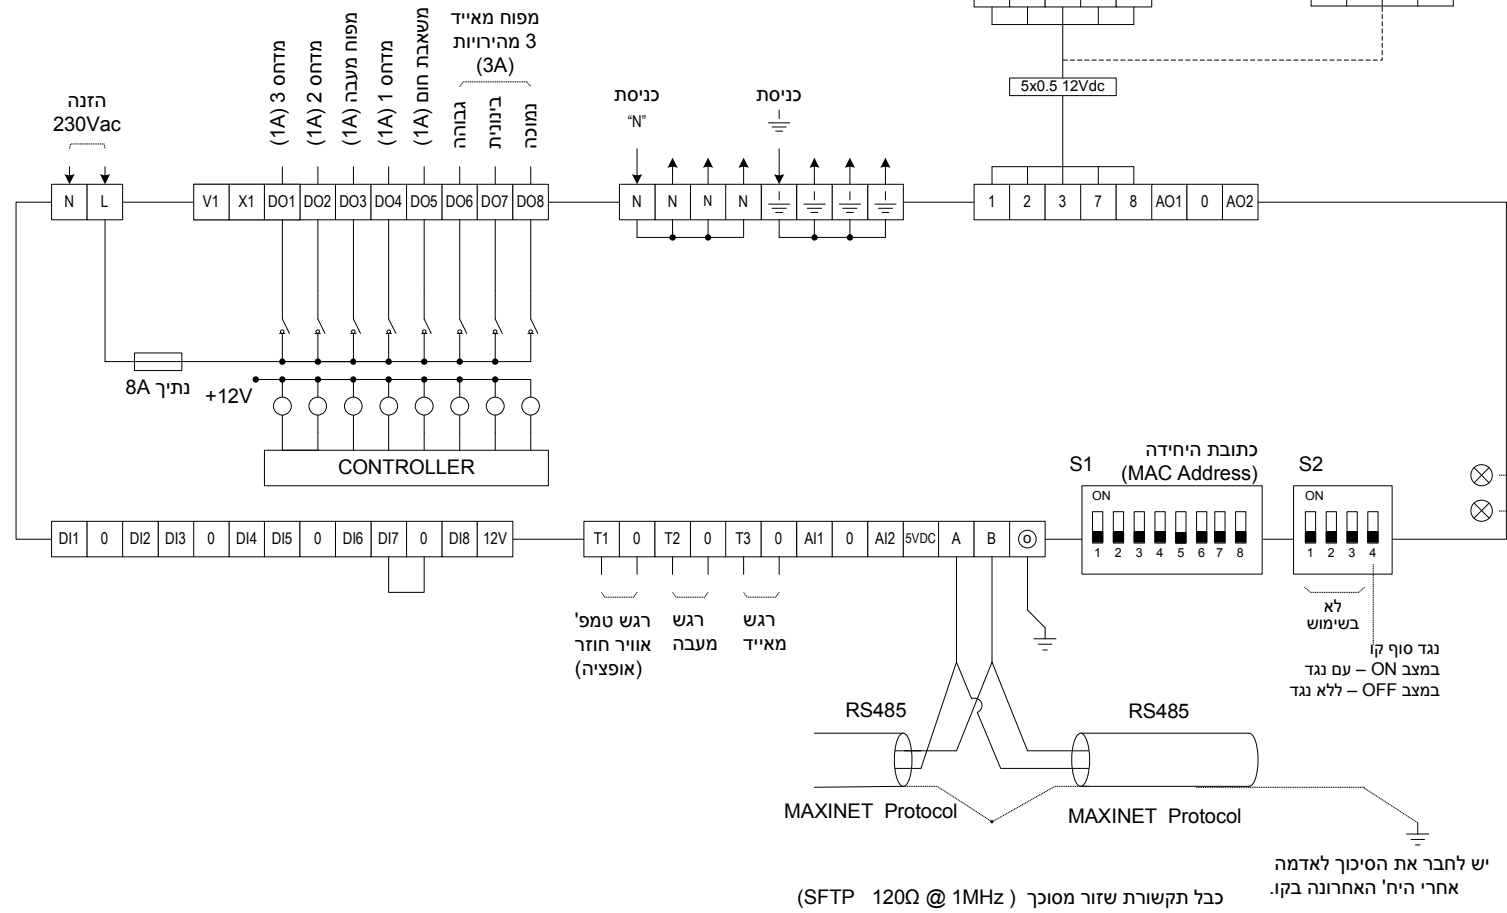 הזנה
230Vac
מדחס 3 (1A)
מדחס 2 (1A)
מפוח מעבה (1A)
מדחס 1 (1A)
משאבת חום (1A)
מפוח מאייד
3 מהירויות
(3A)
גבוהה
בינונית
נמוכה
כניסת
"N"
כניסת
5x0.5 12Vdc
N L
V1 X1 DO1 DO2 DO3 DO4 DO5 DO6 DO7 DO8
N N N N
1 2 3 7 8 AO1 0 AO2
נתיך 8A
+12V
CONTROLLER
S1
כתובת היחידה
(MAC Address)
ON
1 2 3 4 5 6 7 8
S2
ON
1 2 3 4
DI1 0 DI2 DI3 0 DI4 DI5 0 DI6 DI7 0 DI8 12V
T1 0 T2 0 T3 0 AI1 0 AI2 5VDC A B
רגש טמפ'
אוויר חוזר
(אופציה)
רגש
מעבה
רגש
מאייד
לא
בשימוש
נגד סוף קו
במצב ON – עם נגד
במצב OFF – ללא נגד
RS485
RS485
MAXINET Protocol
MAXINET Protocol
יש לחבר את הסיכוך לאדמה
אחרי היח' האחרונה בקו.
כבל תקשורת שזור מסוכך (SFTP 120Ω @ 1MHz)